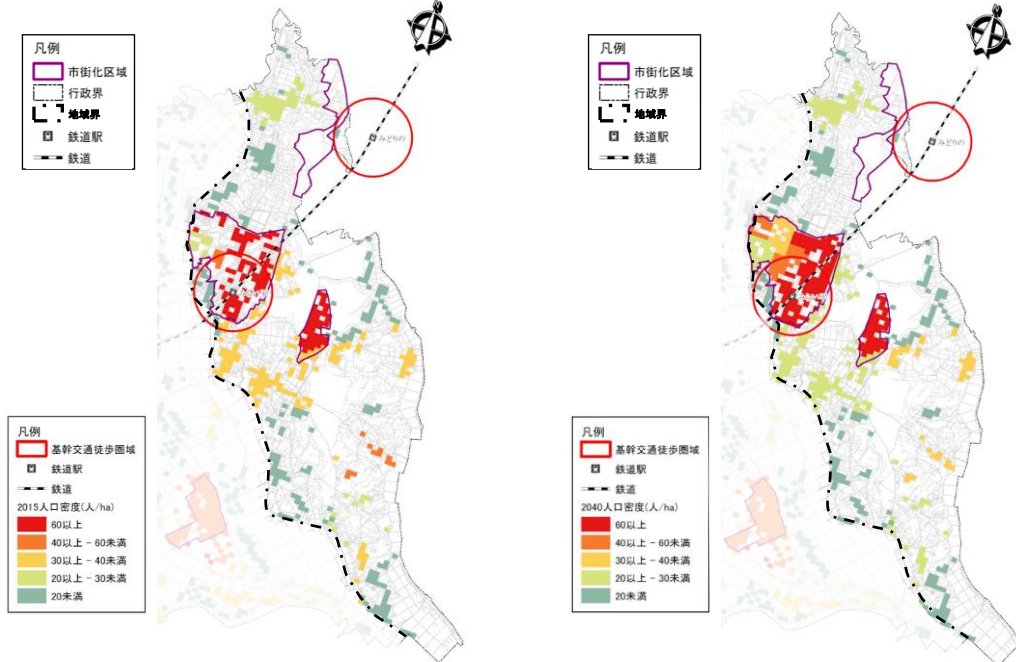 凡例
市街化区域
行政界
地域界
鉄道駅
鉄道
みどりの
凡例
基幹交通徒歩圏域
鉄道駅
鉄道
2015人口密度(人/ha)
60以上
40以上 - 60未満
30以上 - 40未満
20以上 - 30未満
20未満
凡例
市街化区域
行政界
地域界
鉄道駅
鉄道
みどりの
凡例
基幹交通徒歩圏域
鉄道駅
鉄道
2040人口密度(人/ha)
60以上
40以上 - 60未満
30以上 - 40未満
20以上 - 30未満
20未満